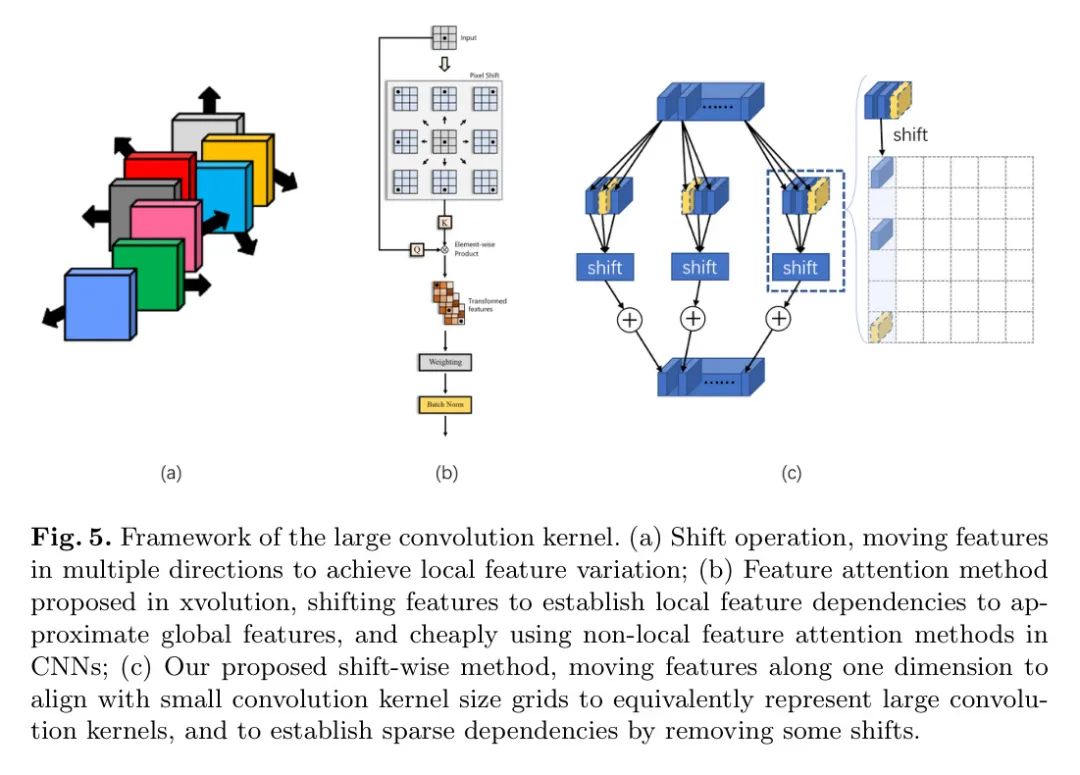 Input
Pixel Shift
K
Q
Element-wise
Product
Transformed
features
Weighting
Batch Norm
......
shift
shift
shift
shift
+
+
+
......
(a)
(b)
(c)
Fig. 5. Framework of the large convolution kernel. (a) Shift operation, moving features
in multiple directions to achieve local feature variation; (b) Feature attention method
proposed in xvolution, shifting features to establish local feature dependencies to ap-
proximate global features, and cheaply using non-local feature attention methods in
CNNs; (c) Our proposed shift-wise method, moving features along one dimension to
align with small convolution kernel size grids to equivalently represent large convolu-
tion kernels, and to establish sparse dependencies by removing some shifts.